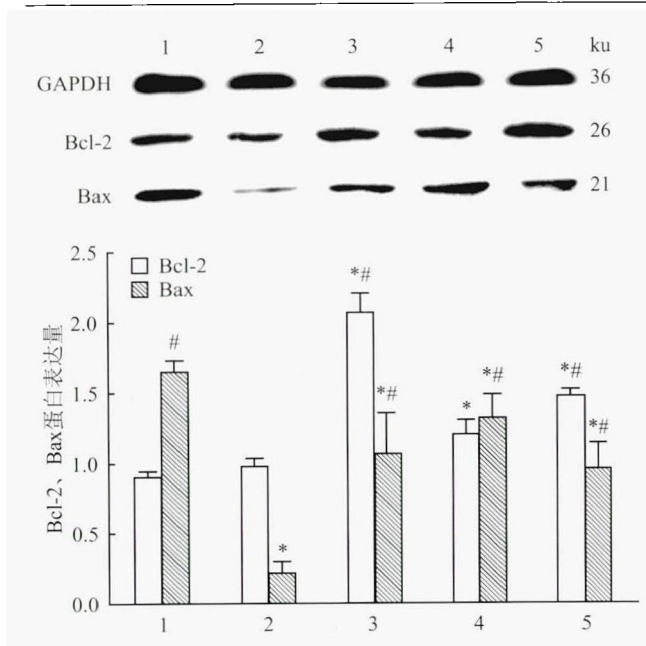 1 2 3 4 5 ku
GAPDH 36
Bcl-2 26
Bax 21
2.5
2.0
1.5
1.0
0.5
0.0
Bcl-2、Bax蛋白表达量
Bcl-2
Bax
#
*
*#
*#
*
*#
*#
*#
1 2 3 4 5